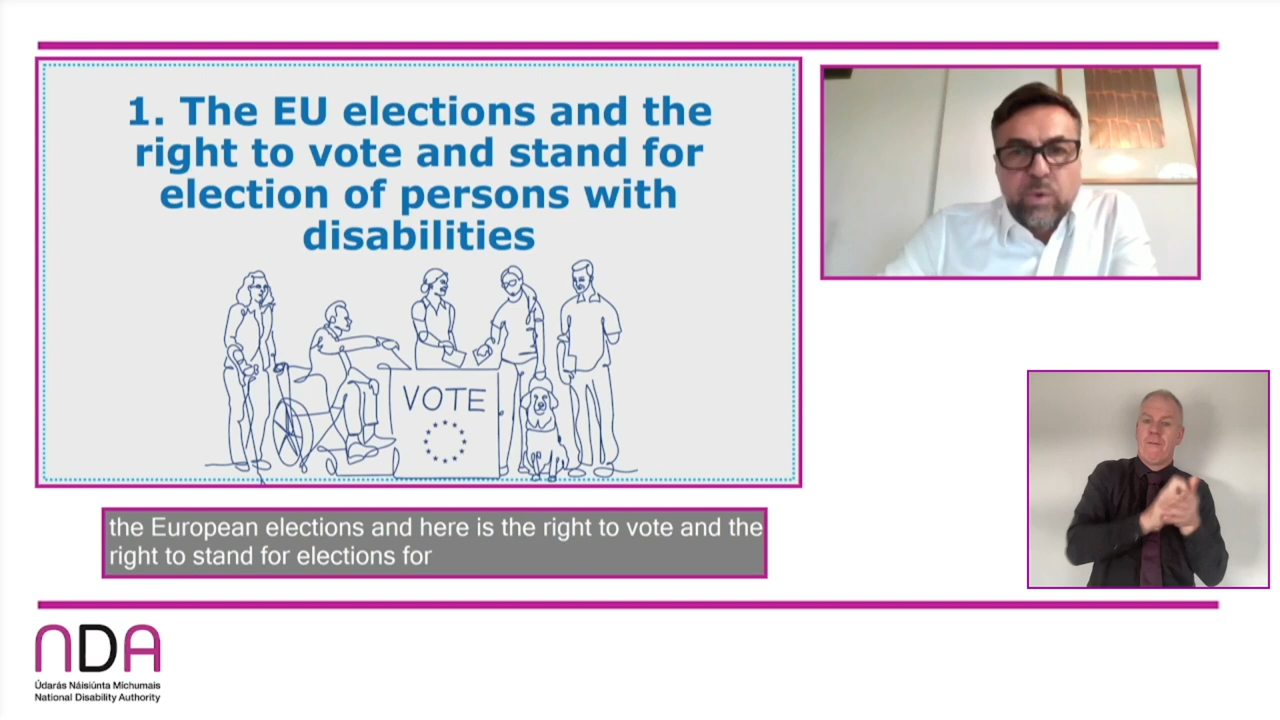 1. The EU elections and the
right to vote and stand for
election of persons with
disabilities
VOTE
the European elections and here is the right to vote and the
right to stand for elections for
NDA
Údarás Náisiúnta Míchumais
National Disability Authority